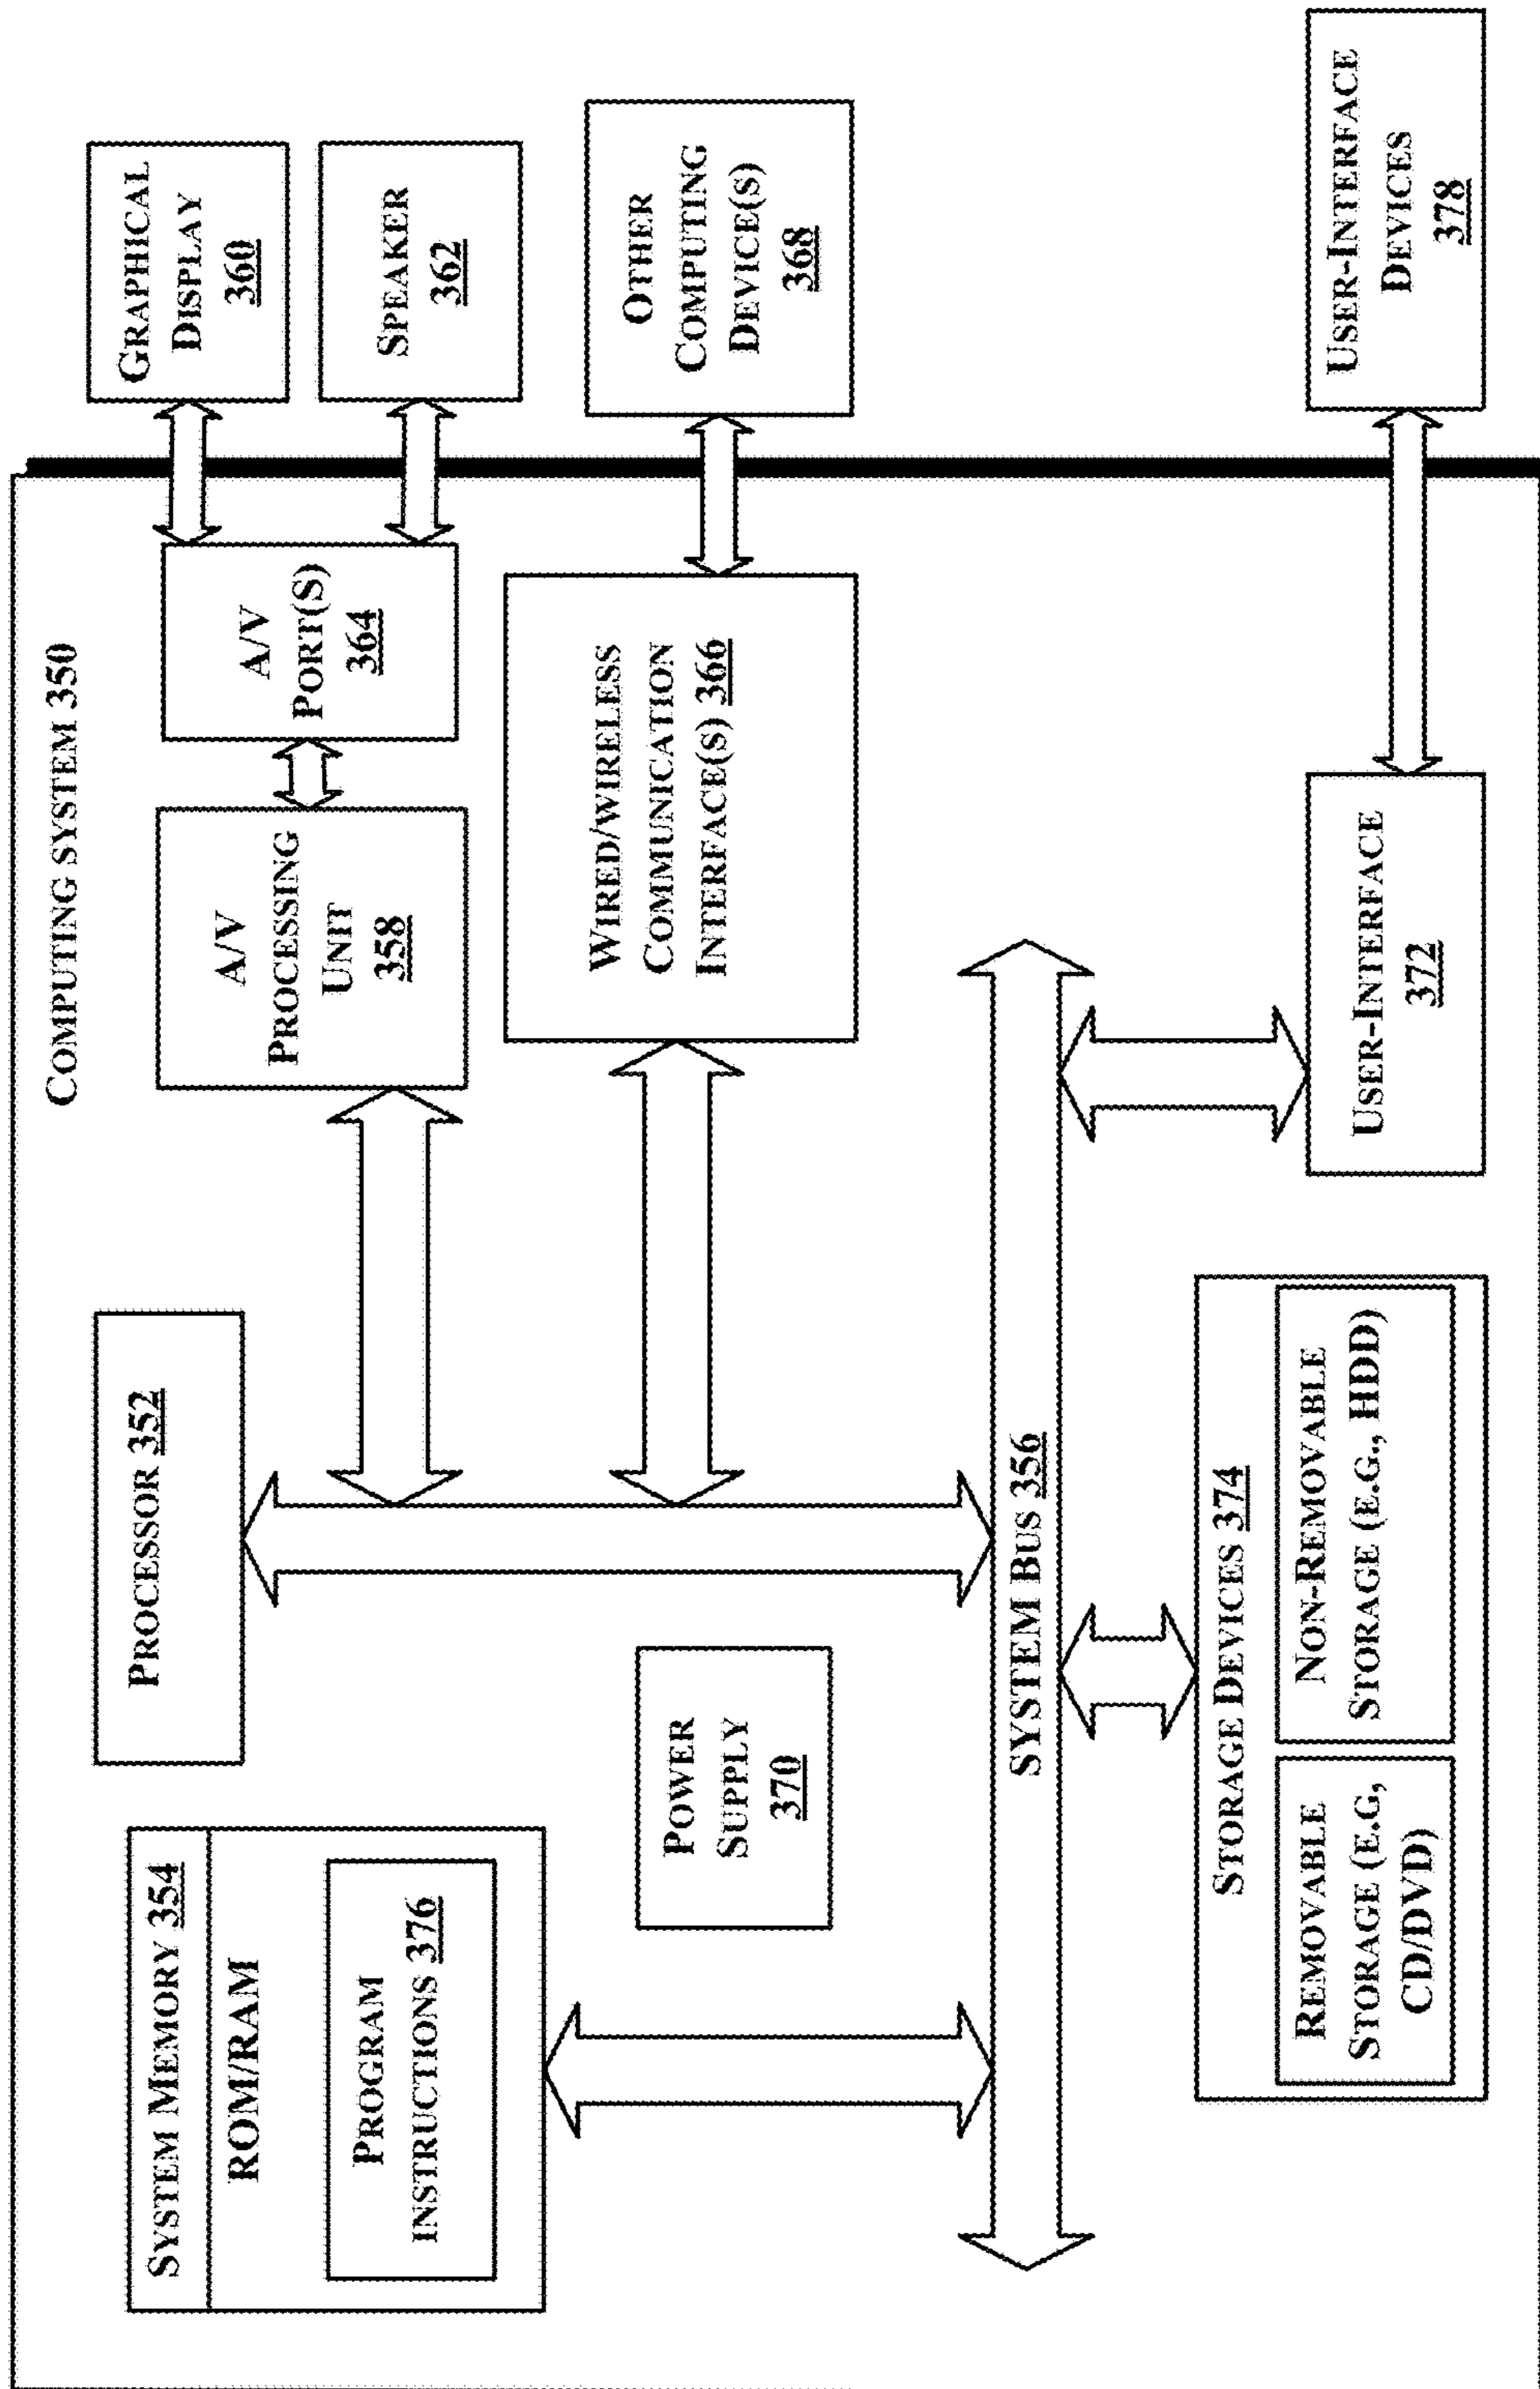 COMPUTING SYSTEM 350
SYSTEM MEMORY 354
ROM/RAM
PROGRAM
INSTRUCTIONS 376
PROCESSOR 352
A/V
PROCESSING
UNIT
358
A/V
PORT(S)
364
GRAPHICAL
DISPLAY
360
SPEAKER
362
WIRED/WIRELESS
COMMUNICATION
INTERFACE(S) 366
OTHER
COMPUTING
DEVICE(S)
368
POWER
SUPPLY
370
SYSTEM BUS 356
STORAGE DEVICES 374
REMOVABLE
STORAGE (E.G,
CD/DVD)
NON-REMOVABLE
STORAGE (E.G., HDD)
USER-INTERFACE
372
USER-INTERFACE
DEVICES
378